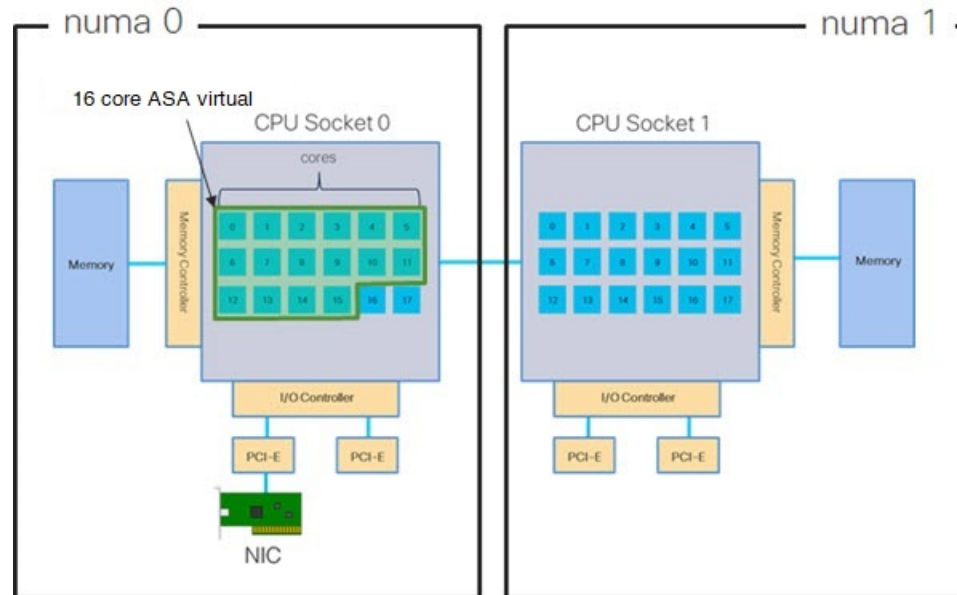 numa 0
numa 1
16 core ASA virtual
CPU Socket 0
CPU Socket 1
cores
0 1 2 3 4 5
6 7 8 9 10 11
12 13 14 15 16 17
Memory
Memory Controller
0 1 2 3 4 5
6 7 8 9 10 11
12 13 14 15 16 17
Memory Controller
Memory
I/O Controller
I/O Controller
PCI-E
PCI-E
PCI-E
PCI-E
NIC